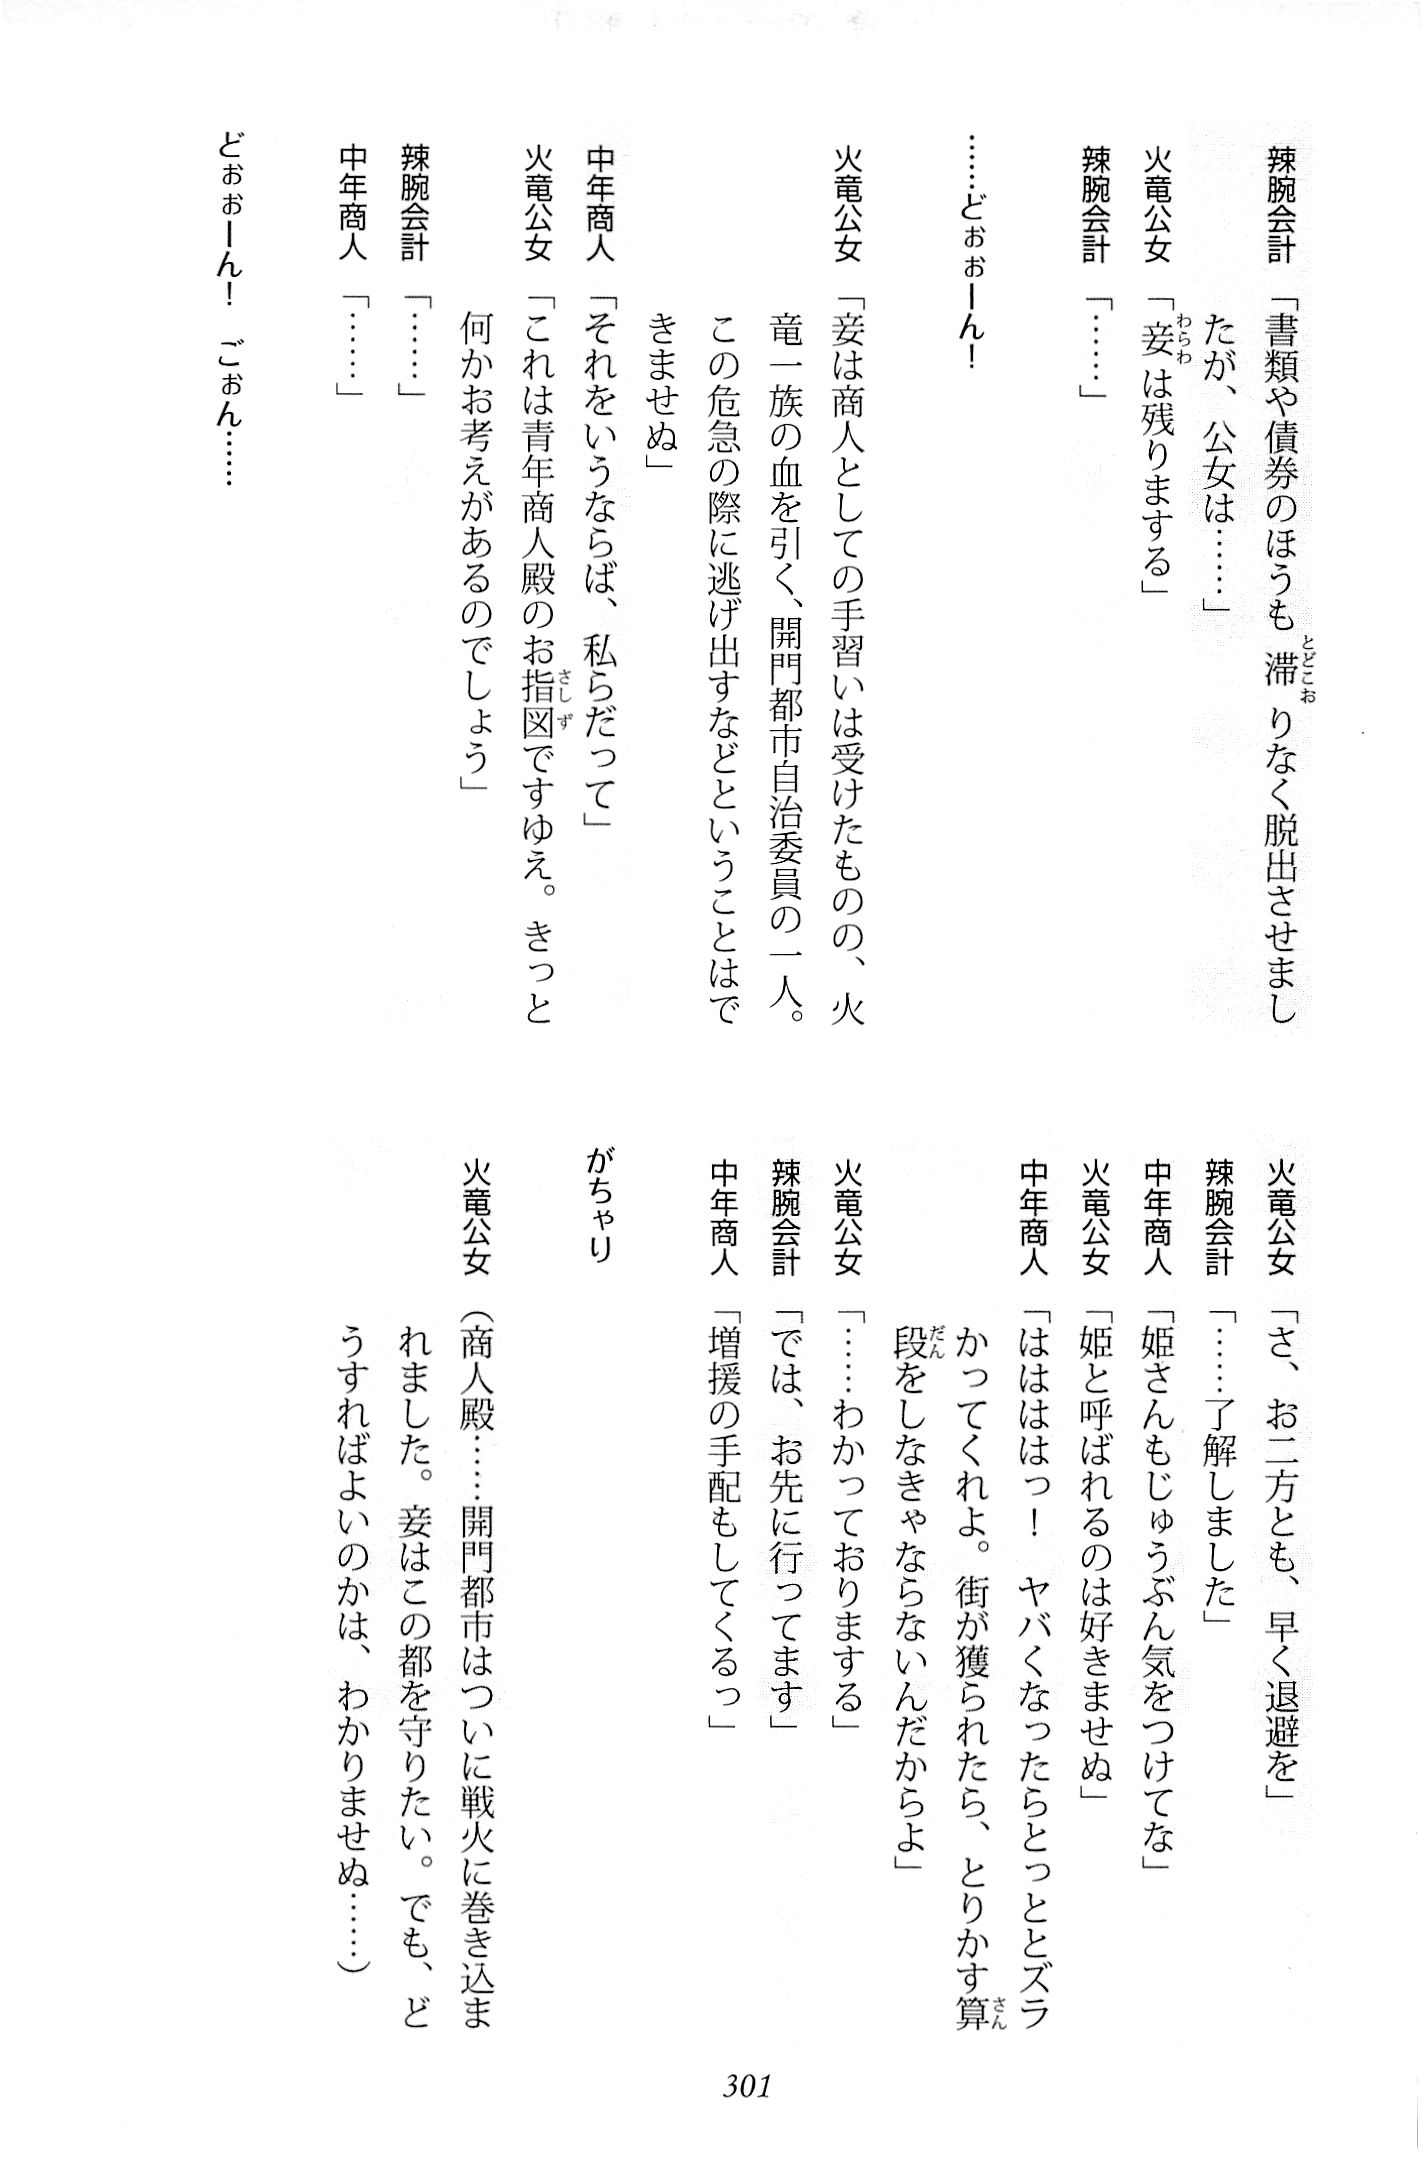 辣腕会計「書類や債券のほうも滞りなく脱出させまし
たが、公女は……」
火竜公女「妾は残りまする」
辣腕会計「……」
……どぉぉーん！
火竜公女「妾は商人としての手習いは受けたものの、火
竜一族の血を引く、開門都市自治委員の一人。
この危急の際に逃げ出すなどということはで
きませぬ」
中年商人「それをいうならば、私らだって」
火竜公女「これは青年商人殿のお指図ですゆえ。きっと
何かお考えがあるのでしょう」
辣腕会計「……」
中年商人「……」
どぉぉーん！　ごぉん……
火竜公女「さ、お二方とも、早く退避を」
辣腕会計「……了解しました」
中年商人「姫さんもじゅうぶん気をつけてな」
火竜公女「姫と呼ばれるのは好きませぬ」
中年商人「はははは っ！　ヤバくなったらとっととズラ
かってくれよ。街が獲られたら、とりかす算
段をしなきゃならないんだからよ」
火竜公女「……わかっておりまする」
辣腕会計「では、お先に行ってます」
中年商人「増援の手配もしてくるっ」
がちゃり
火竜公女（商人殿……開門都市はついに戦火に巻き込ま
れました。妾はこの都を守りたい。でも、ど
うすればよいのかは、わかりませぬ……）
301